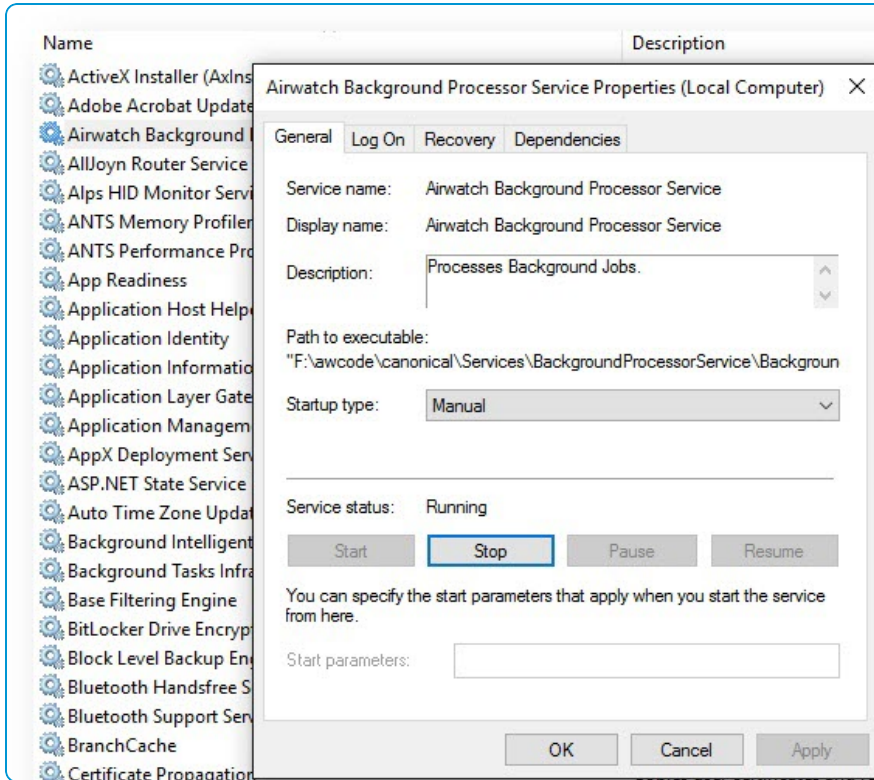 Name
Description
ActiveX Installer (AxIns
Adobe Acrobat Update
Airwatch Background
AllJoyn Router Service
Alps HID Monitor Servi
ANTS Memory Profiler
ANTS Performance Pro
App Readiness
Application Host Helpe
Application Identity
Application Informatio
Application Layer Gate
Application Managem
AppX Deployment Serv
ASP.NET State Service
Auto Time Zone Updat
Background Intelligent
Background Tasks Infra
Base Filtering Engine
BitLocker Drive Encryp
Block Level Backup Eng
Bluetooth Handsfree S
Bluetooth Support Serv
BranchCache
Certificate Propagation
Airwatch Background Processor Service Properties (Local Computer)
General Log On Recovery Dependencies
Service name: Airwatch Background Processor Service
Display name: Airwatch Background Processor Service
Description: Processes Background Jobs.
Path to executable:
"F:\awcode\canonical\Services\BackgroundProcessorService\Backgroun
Startup type: Manual
Service status: Running
Start Stop Pause Resume
You can specify the start parameters that apply when you start the service
from here.
Start parameters:
OK Cancel Apply